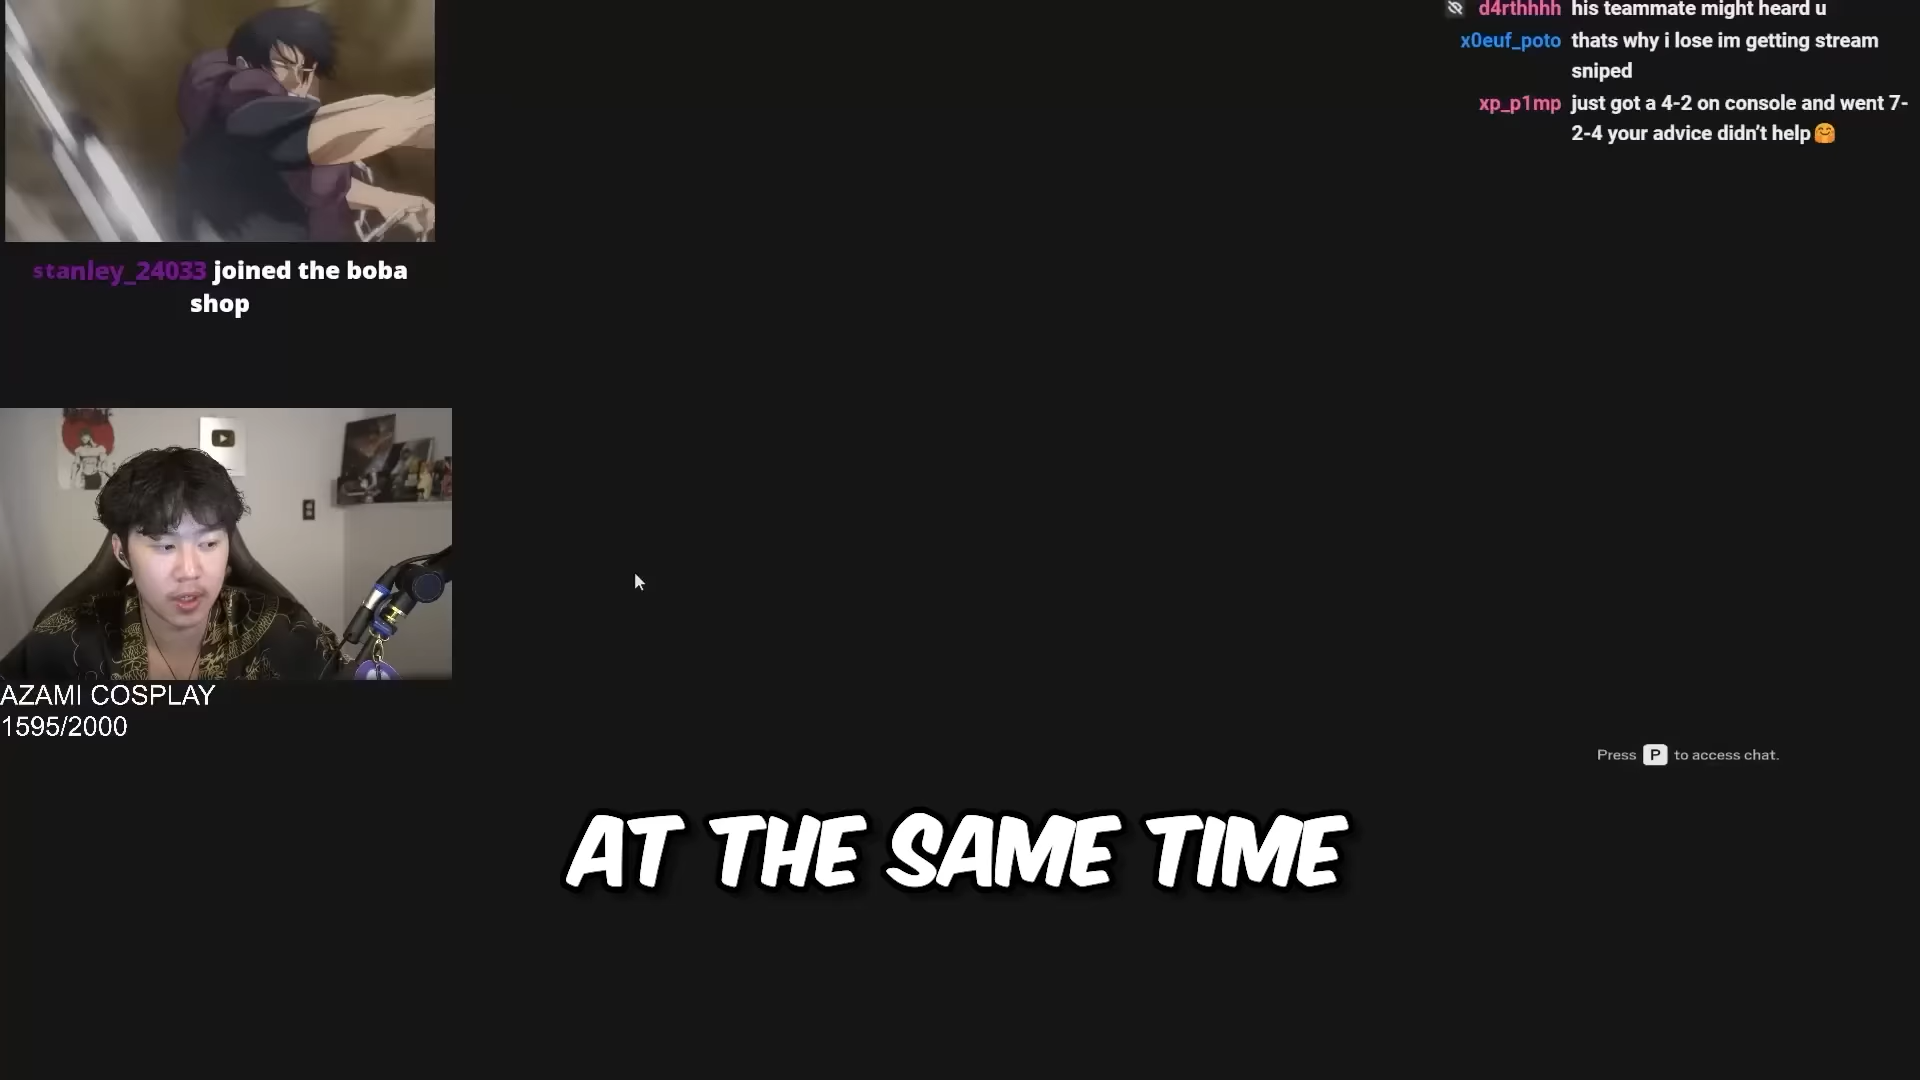 d4rthhhh his teammate might heard u
x0euf_poto thats why i lose im getting stream
sniped
xp_p1mp just got a 4-2 on console and went 7-
2-4 your advice didn’t help🤗
stanley_24033 joined the boba
shop
AZAMI COSPLAY
1595/2000
Press P to access chat.
AT THE SAME TIME